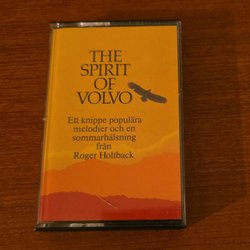 THE
SPIRIT
OF
VOLVO
Ett knippe populära
melodier och en
sommarhälsning
från
Roger Holtback